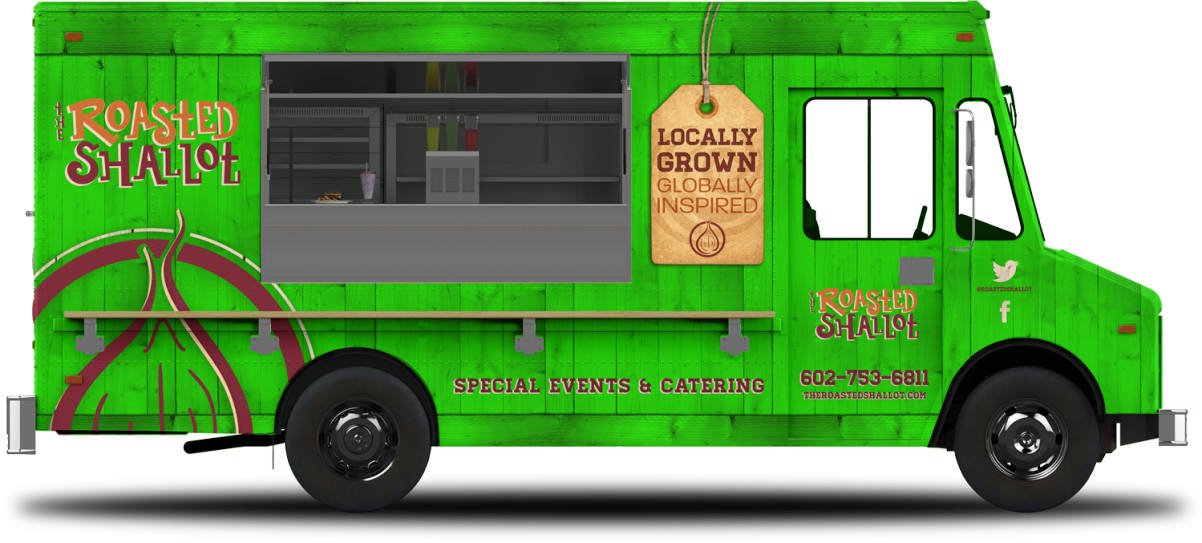 THE
ROASTED
SHALLOT
LOCALLY
GROWN
GLOBALLY
INSPIRED
@ROASTEDSHALLOT
THE
ROASTED
SHALLOT
SPECIAL EVENTS & CATERING
602-753-6811
THEROASTEDSHALLOT.COM